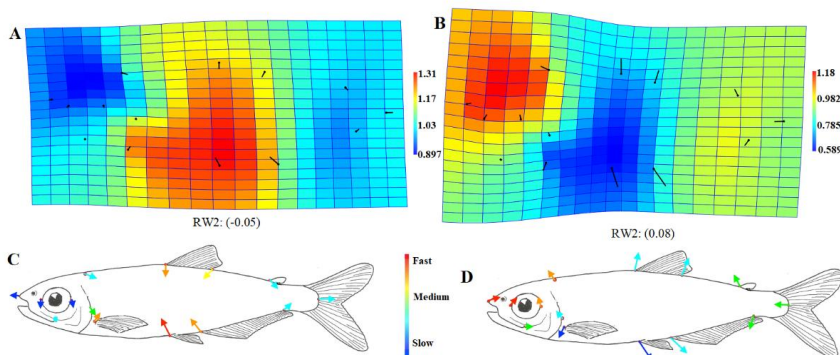 A
1.31
1.17
1.03
0.897
RW2: (-0.05)
B
1.18
0.982
0.785
0.589
RW2: (0.08)
C
Fast
Medium
Slow
D